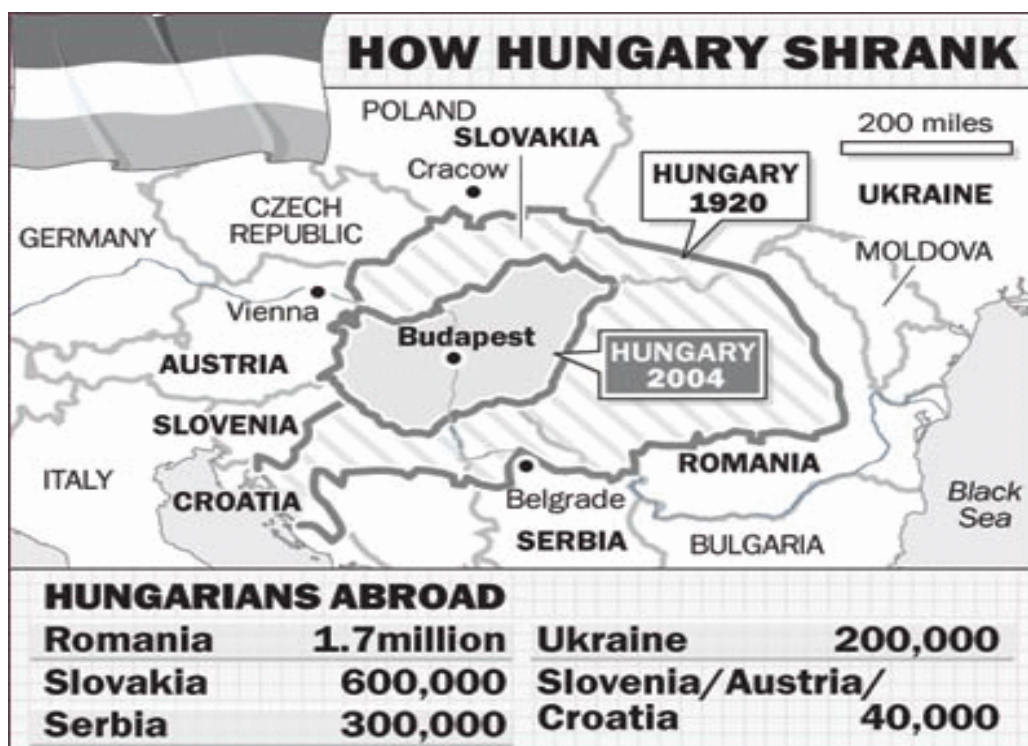 HOW HUNGARY SHRANK
POLAND
SLOVAKIA
200 miles
Cracow
HUNGARY
1920
UKRAINE
CZECH
REPUBLIC
GERMANY
MOLDOVA
Vienna
Budapest
HUNGARY
2004
AUSTRIA
SLOVENIA
ITALY
CROATIA
ROMANIA
Belgrade
Black
Sea
SERBIA
BULGARIA
HUNGARIANS ABROAD
Romania 1.7million
Slovakia 600,000
Serbia 300,000
Ukraine 200,000
Slovenia/Austria/
Croatia 40,000